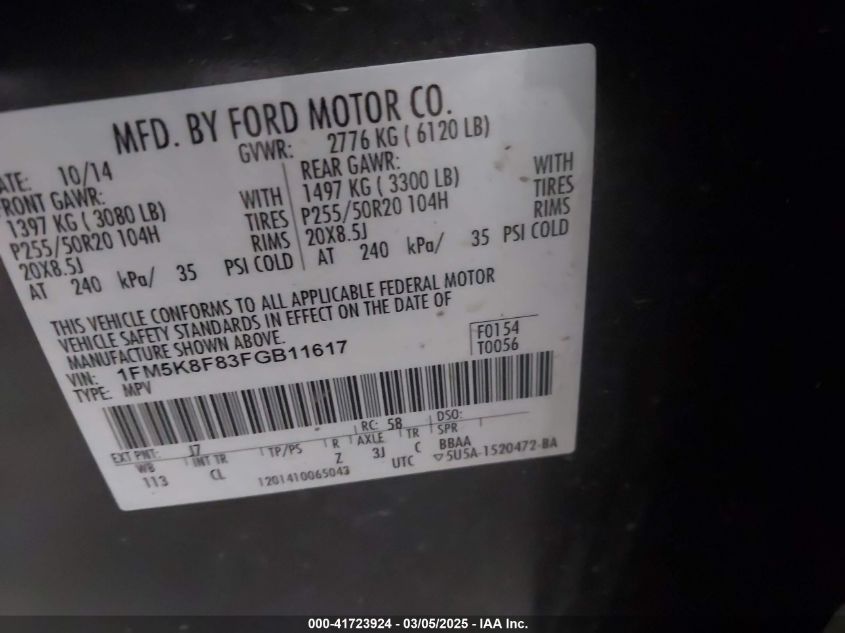 MFD. BY FORD MOTOR CO.
ATE: 10/14
GVWR: 2776 KG ( 6120 LB)
FRONT GAWR:
1397 KG ( 3080 LB) WITH
P255/50R20 104H TIRES
20X8.5J RIMS
AT 240 kPa/ 35 PSI COLD
REAR GAWR:
1497 KG ( 3300 LB) WITH
P255/50R20 104H TIRES
20X8.5J RIMS
AT 240 kPa/ 35 PSI COLD
THIS VEHICLE CONFORMS TO ALL APPLICABLE FEDERAL MOTOR
VEHICLE SAFETY STANDARDS IN EFFECT ON THE DATE OF
MANUFACTURE SHOWN ABOVE.
VIN: 1FM5K8F83FGB11617
TYPE: MPV
F0154
T0056
EXT PNT: J7 RC: 58 DSO:
WB INT TR TP/PS R AXLE TR SPR
113 CL Z 3J C BBAA
1201410065043 UTC ▽5U5A-1520472-BA
000-41723924 - 03/05/2025 - IAA Inc.